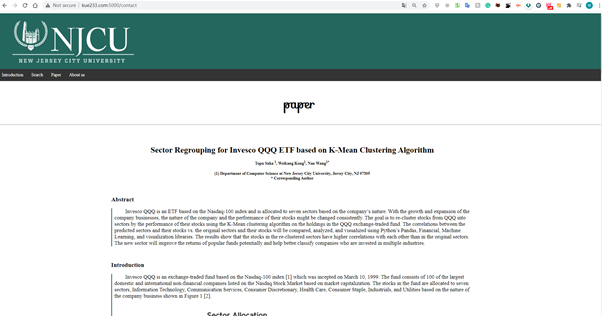 Not secure | kue233.com:5000/contact
NJCU
NEW JERSEY CITY UNIVERSITY
Introduction Search Paper About us
paper
Sector Regrouping for Invesco QQQ ETF based on K-Mean Clustering Algorithm
Tapu Saha 1, Weikang Kong1, Nan Wang1*
(1) Department of Computer Science at New Jersey City University, Jersey City, NJ 07305
* Corresponding Author
Abstract
Invesco QQQ is an ETF based on the Nasdaq-100 index and is allocated to seven sectors based on the company's nature. With the growth and expansion of the
company businesses, the nature of the company and the performance of their stocks might be changed consistently. The goal is to re-cluster stocks from QQQ into
sectors by the performance of their stocks using the K-Mean clustering algorithm on the holdings in the QQQ exchange-traded fund. The correlations between the
predicted sectors and their stocks vs. the original sectors and their stocks will be compared, analyzed, and visualized using Python's Pandas, Financial, Machine
Learning, and visualization libraries. The results show that the stocks in the re-clustered sectors have higher correlations with each other than in the original sectors.
The new sector will improve the returns of popular funds potentially and help better classify companies who are invested in multiple industries.
Introduction
Invesco QQQ is an exchange-traded fund based on the Nasdaq-100 index [1] which was incepted on March 10, 1999. The fund consists of 100 of the largest
domestic and international non-financial companies listed on the Nasdaq Stock Market based on market capitalization. The stocks in the fund are allocated to seven
sectors, Information Technology, Communication Services, Consumer Discretionary, Health Care, Consumer Staple, Industrials, and Utilities based on the nature of
the company business shown in Figure 1 [2].
Sector Allocation